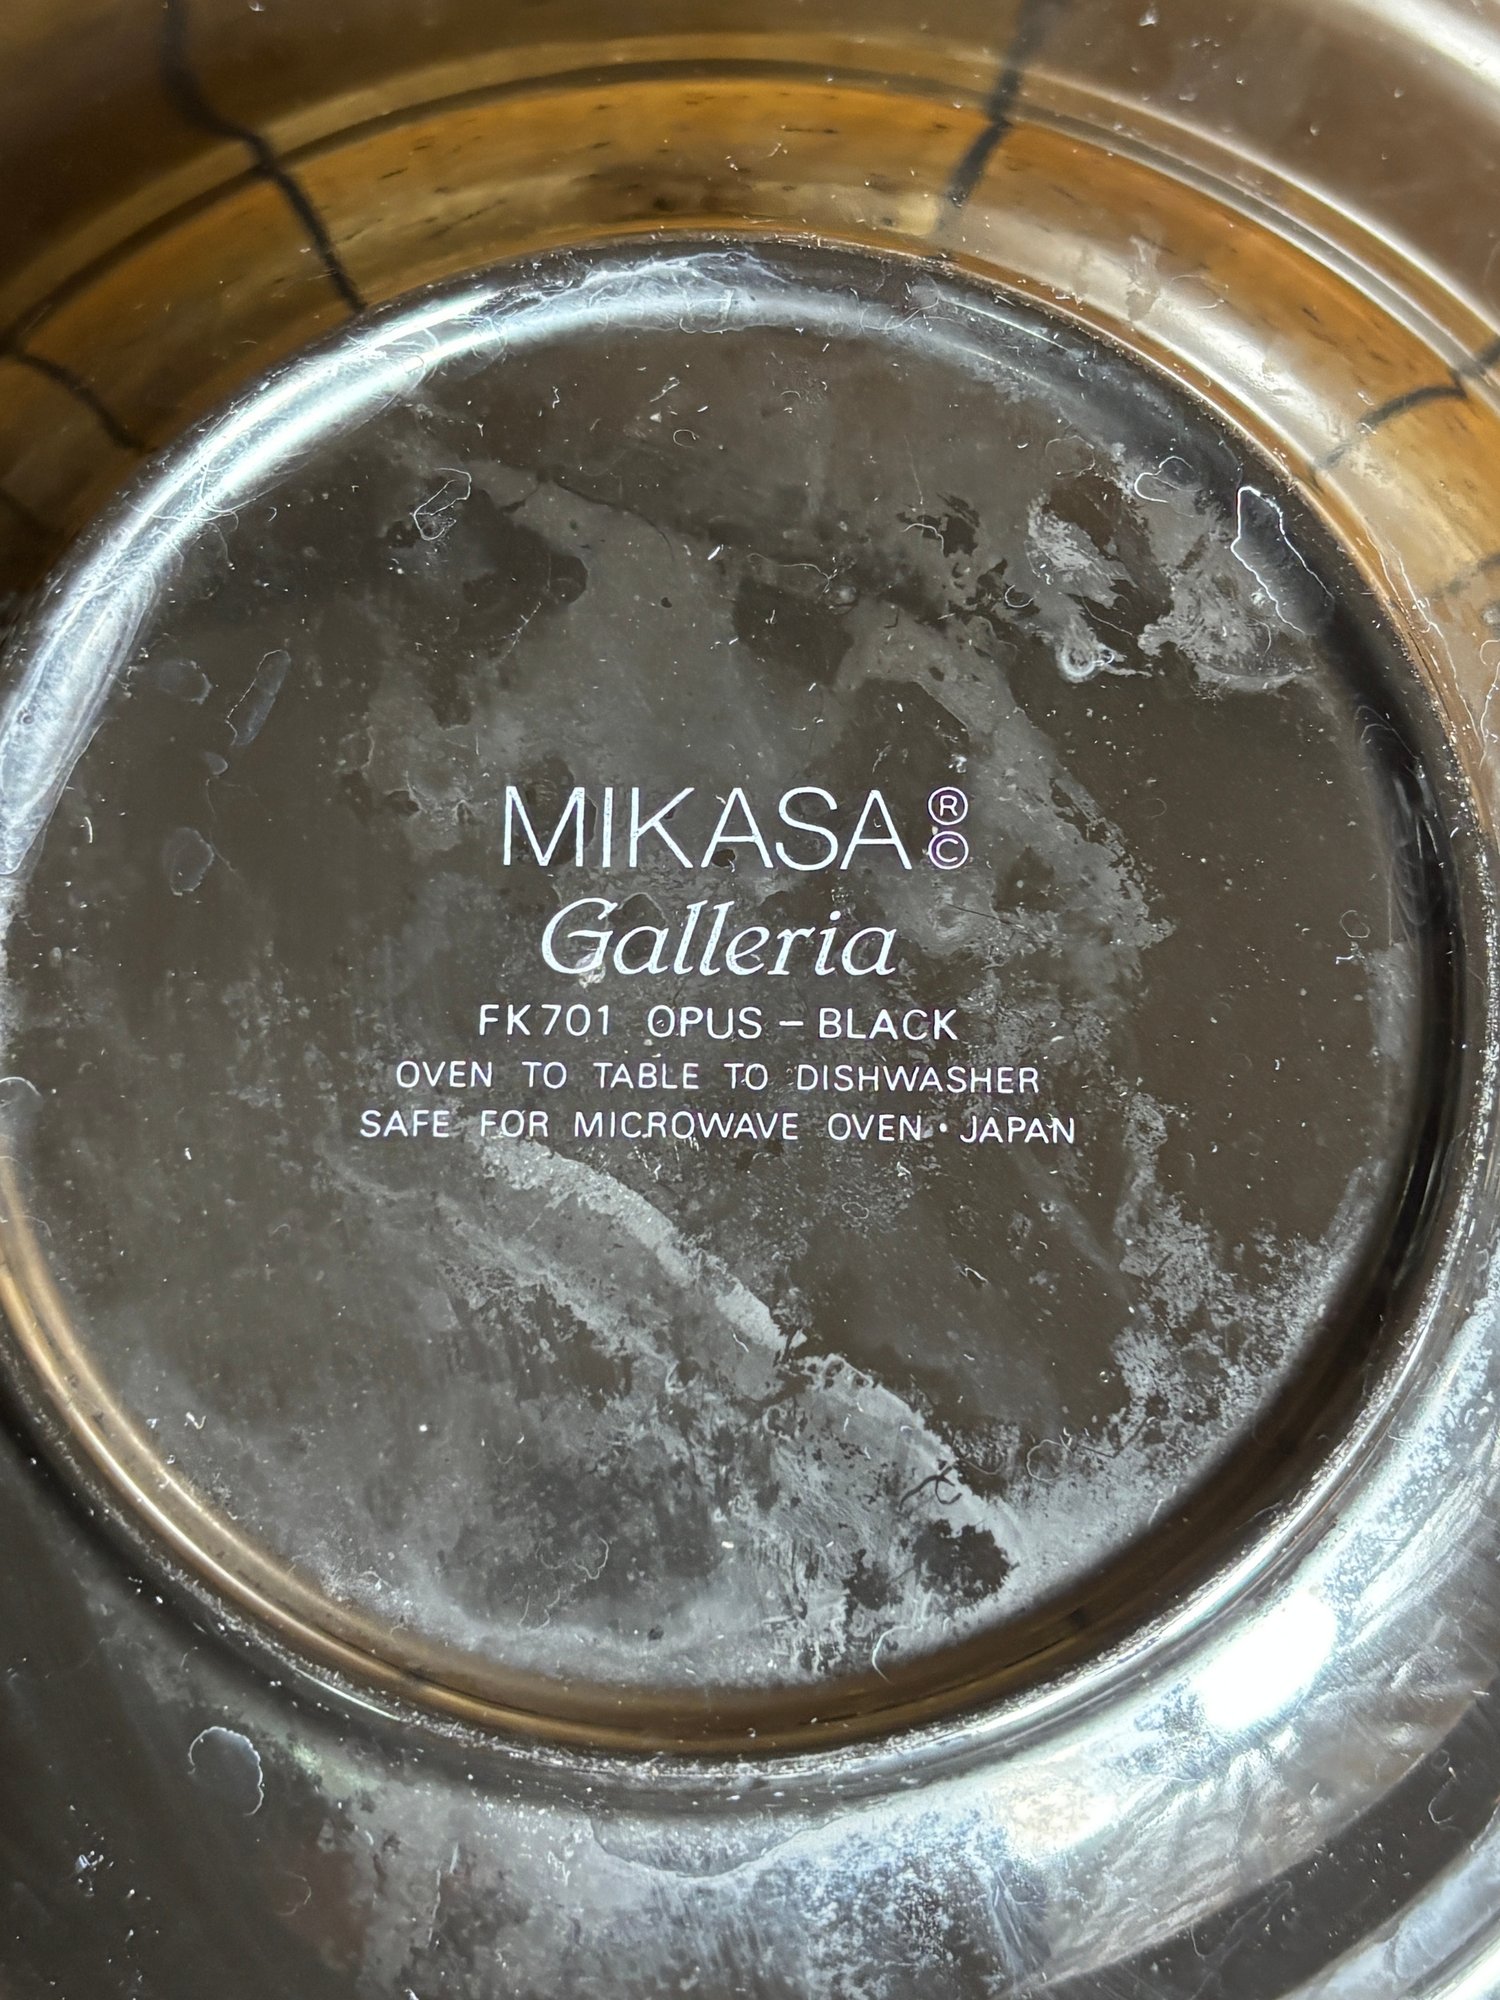 MIKASA ®
©
Galleria
FK701 OPUS – BLACK
OVEN TO TABLE TO DISHWASHER
SAFE FOR MICROWAVE OVEN • JAPAN